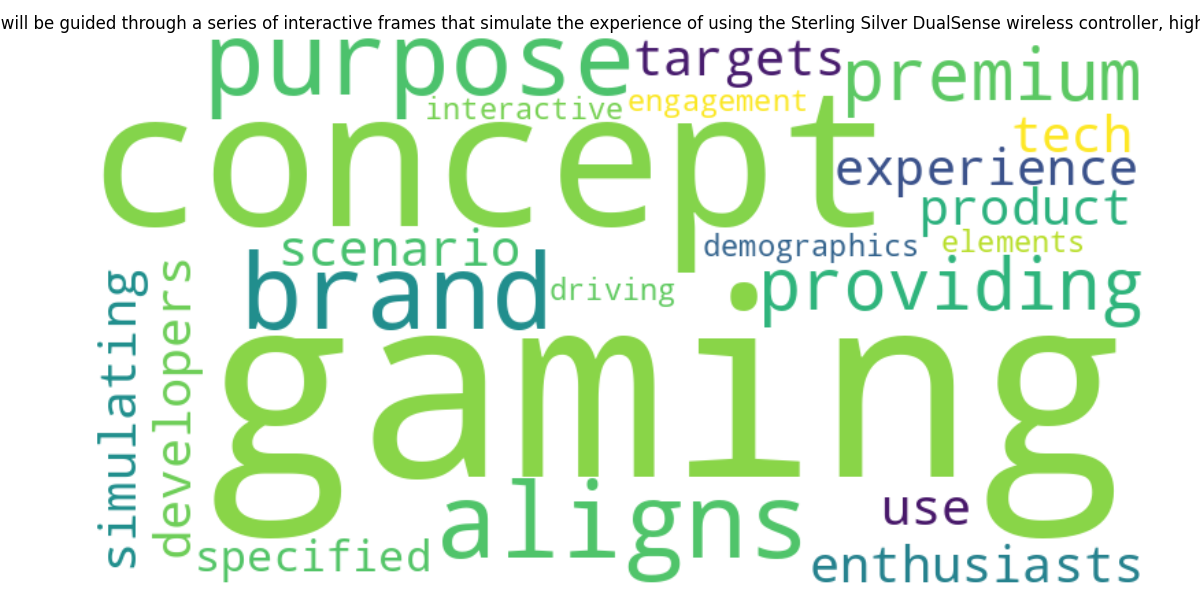 will be guided through a series of interactive frames that simulate the experience of using the Sterling Silver DualSense wireless controller, high
purpose
targets
premium
interactive
engagement
concept
tech
experience
product
scenario
demographics
elements
brand
driving
providing
simulating
developers
gaming
aligns
use
specified
enthusiasts